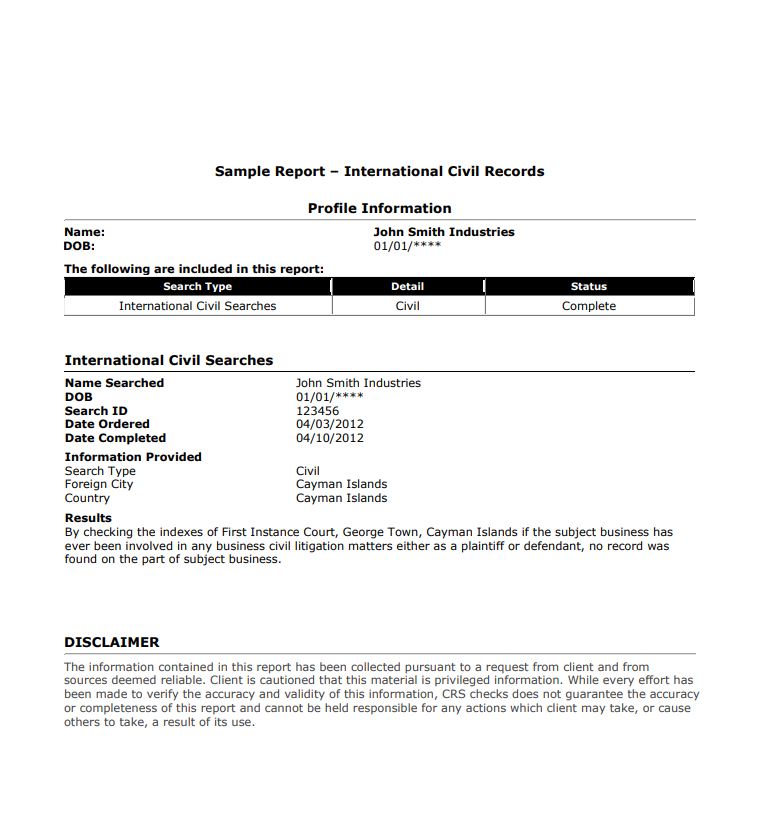 Sample Report – International Civil Records
Profile Information
Name: John Smith Industries
DOB: 01/01/****
The following are included in this report:
Search Type Detail Status
International Civil Searches Civil Complete
International Civil Searches
Name Searched John Smith Industries
DOB 01/01/****
Search ID 123456
Date Ordered 04/03/2012
Date Completed 04/10/2012
Information Provided
Search Type Civil
Foreign City Cayman Islands
Country Cayman Islands
Results
By checking the indexes of First Instance Court, George Town, Cayman Islands if the subject business has
ever been involved in any business civil litigation matters either as a plaintiff or defendant, no record was
found on the part of subject business.
DISCLAIMER
The information contained in this report has been collected pursuant to a request from client and from
sources deemed reliable. Client is cautioned that this material is privileged information. While every effort has
been made to verify the accuracy and validity of this information, CRS checks does not guarantee the accuracy
or completeness of this report and cannot be held responsible for any actions which client may take, or cause
others to take, a result of its use.